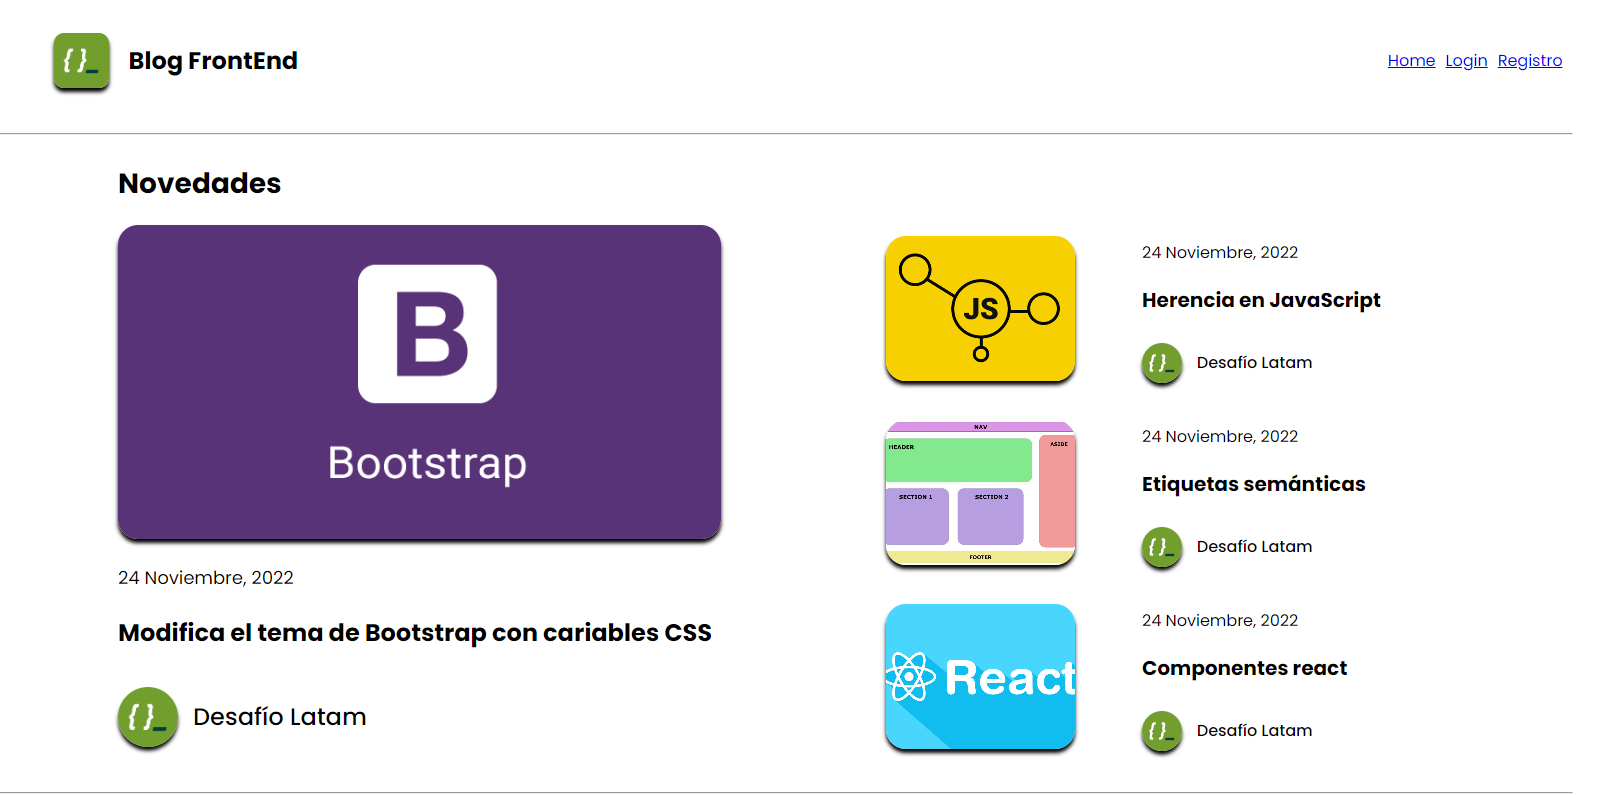 { }_
Blog FrontEnd
Home Login Registro
Novedades
B
Bootstrap
24 Noviembre, 2022
Modifica el tema de Bootstrap con cariables CSS
{ }_
Desafío Latam
JS
24 Noviembre, 2022
Herencia en JavaScript
{ }_
Desafío Latam
NAV
HEADER
ASIDE
SECTION 1
SECTION 2
FOOTER
24 Noviembre, 2022
Etiquetas semánticas
{ }_
Desafío Latam
React
24 Noviembre, 2022
Componentes react
{ }_
Desafío Latam